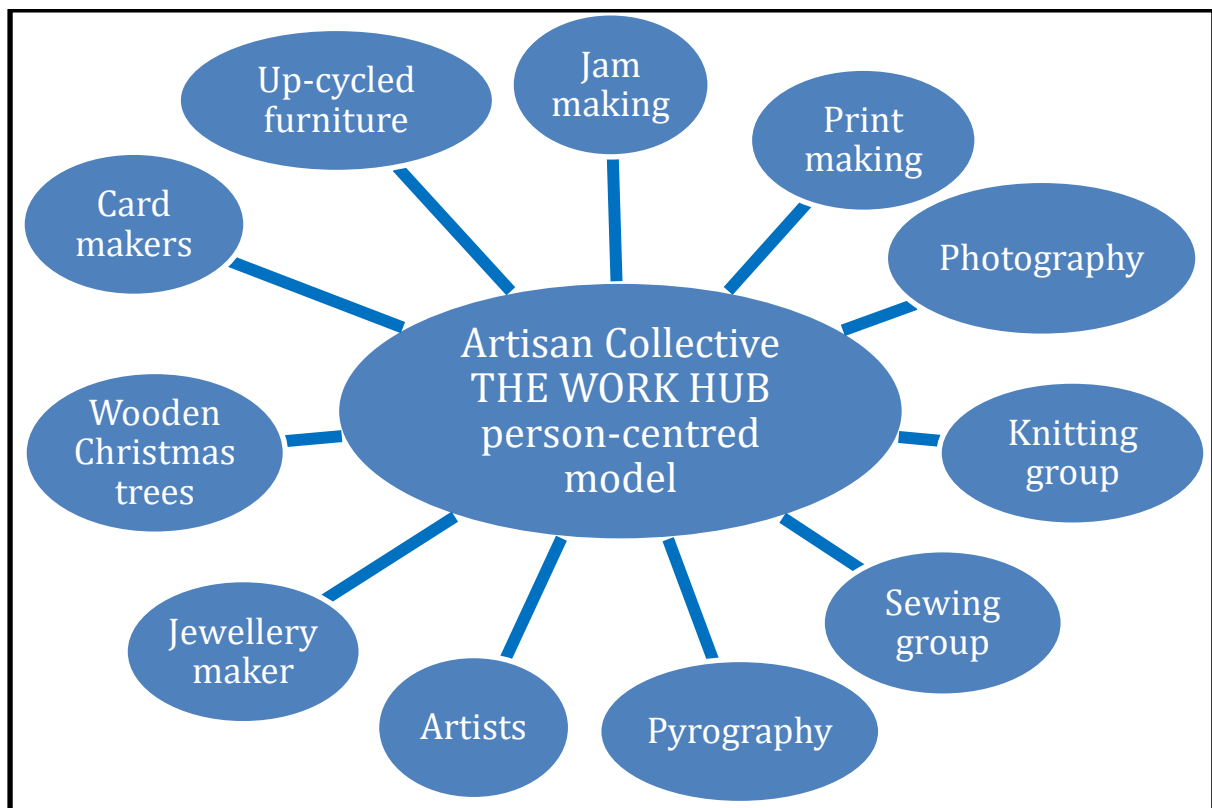 Jam
making
Up-cycled
furniture
Print
making
Card
makers
Photography
Artisan Collective
THE WORK HUB
person-centred
model
Wooden
Christmas
trees
Knitting
group
Sewing
group
Jewellery
maker
Artists
Pyrography